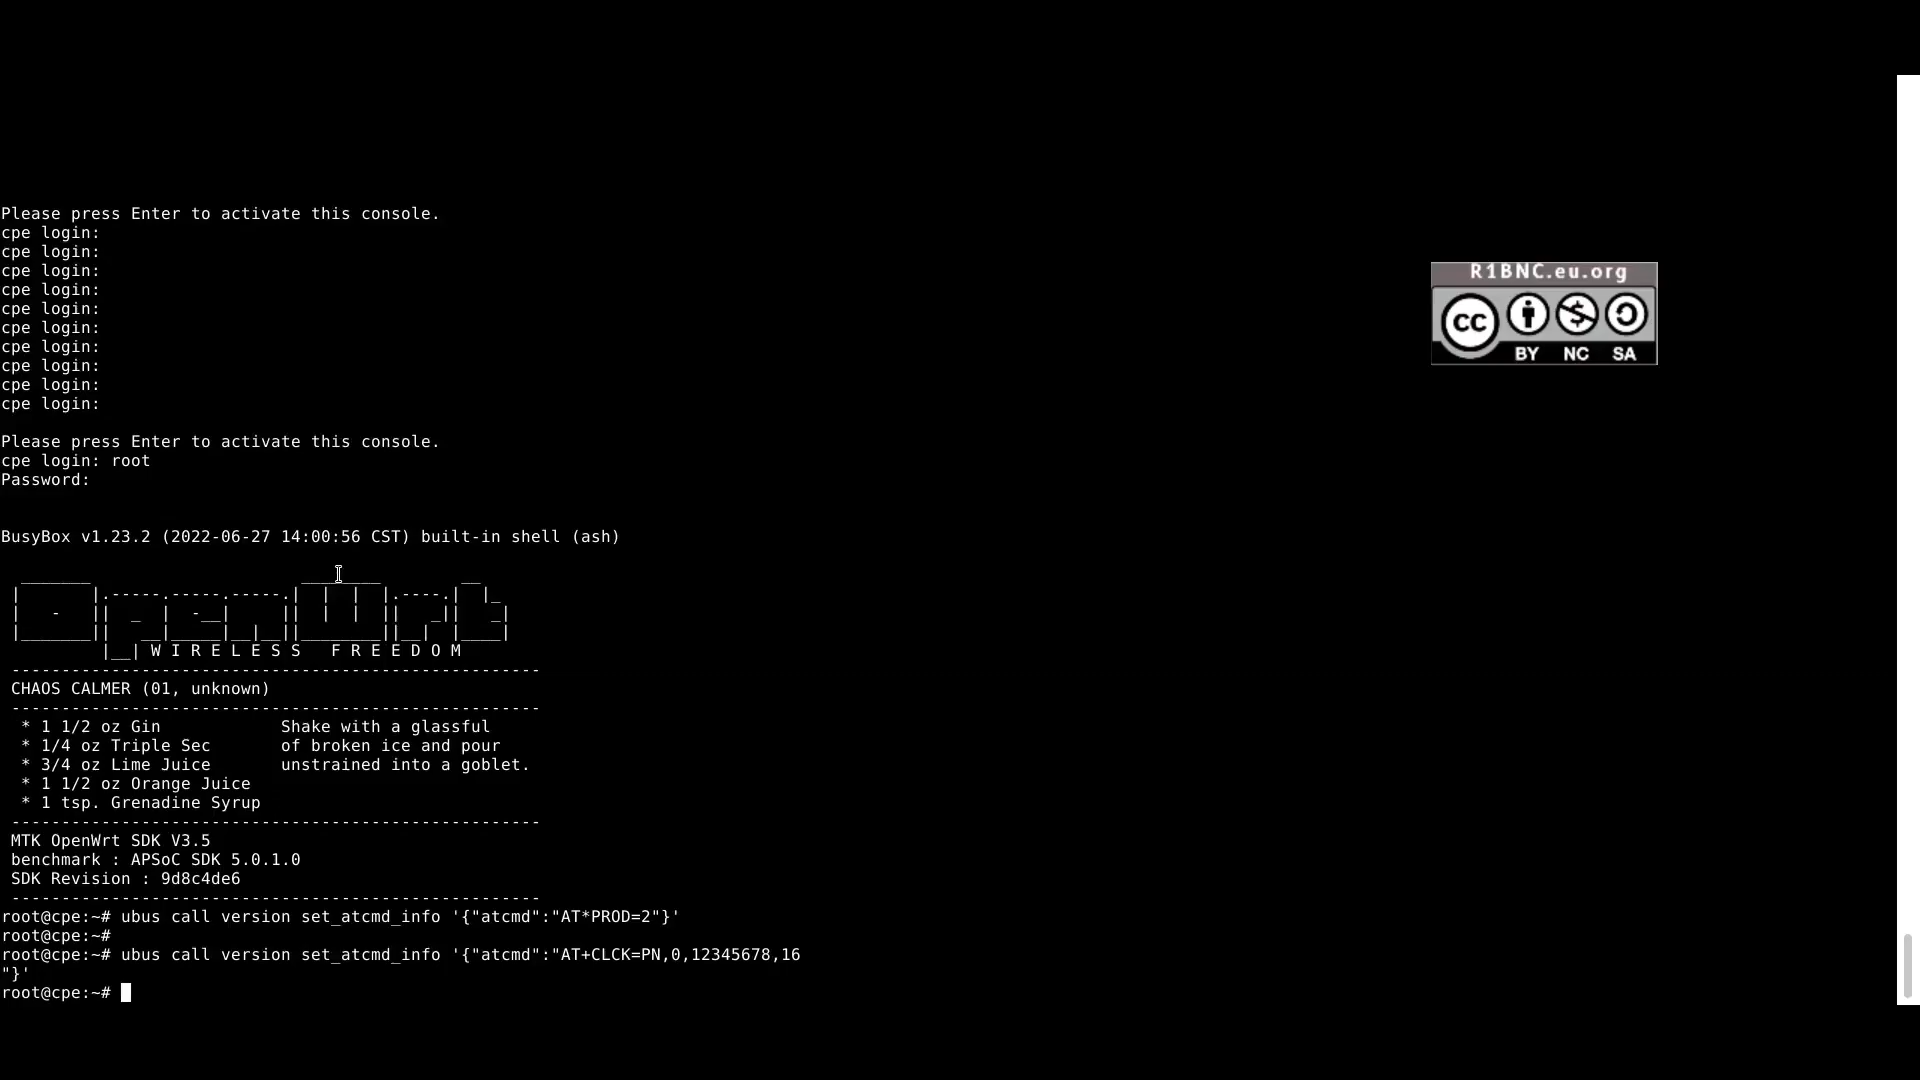 Please press Enter to activate this console.
cpe login:
cpe login:
cpe login:
cpe login:
cpe login:
cpe login:
cpe login:
cpe login:
cpe login:
cpe login:
Please press Enter to activate this console.
cpe login: root
Password:
BusyBox v1.23.2 (2022-06-27 14:00:56 CST) built-in shell (ash)
OpenWrt
W I R E L E S S   F R E E D O M
-----------------------------------------------------
CHAOS CALMER (01, unknown)
-----------------------------------------------------
* 1 1/2 oz Gin            Shake with a glassful
* 1/4 oz Triple Sec       of broken ice and pour
* 3/4 oz Lime Juice       unstrained into a goblet.
* 1 1/2 oz Orange Juice
* 1 tsp. Grenadine Syrup
-----------------------------------------------------
MTK OpenWrt SDK V3.5
benchmark : APSoC SDK 5.0.1.0
SDK Revision : 9d8c4de6
-----------------------------------------------------
root@cpe:~# ubus call version set_atcmd_info '{"atcmd":"AT*PROD=2"}'
root@cpe:~#
root@cpe:~# ubus call version set_atcmd_info '{"atcmd":"AT+CLCK=PN,0,12345678,16
"}'
root@cpe:~#
R1BNC.eu.org
cc
BY NC SA